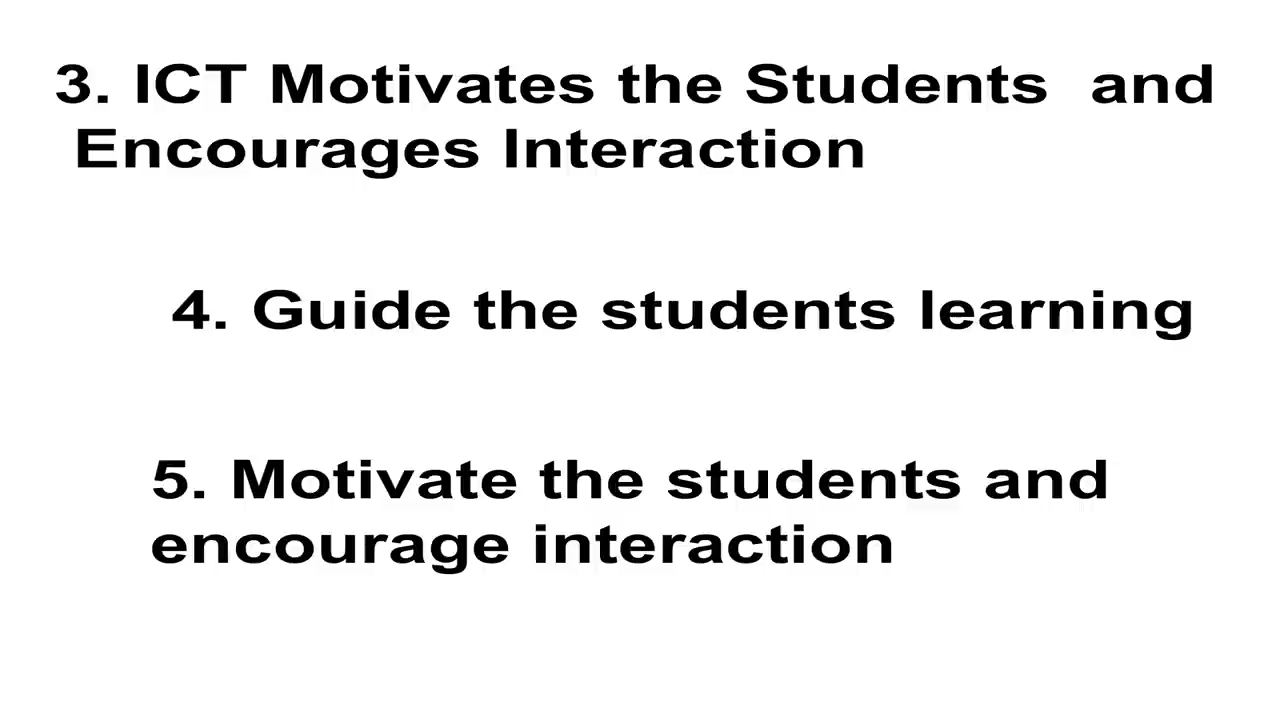 3. ICT Motivates the Students and
Encourages Interaction
4. Guide the students learning
5. Motivate the students and
encourage interaction